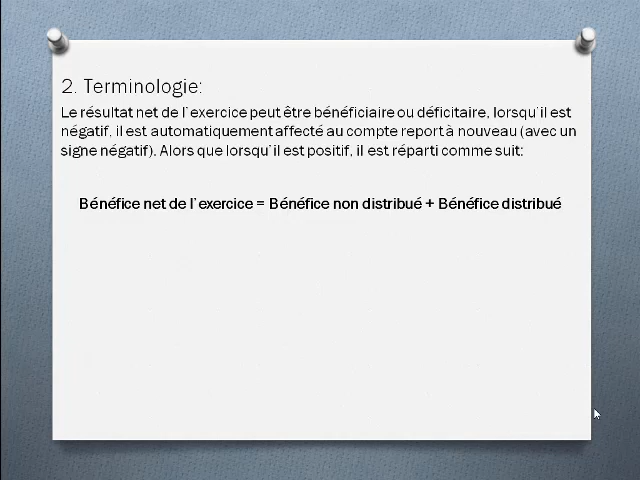 2. Terminologie:
Le résultat net de l'exercice peut être bénéficiaire ou déficitaire, lorsqu'il est
négatif, il est automatiquement affecté au compte report à nouveau (avec un
signe négatif). Alors que lorsqu'il est positif, il est réparti comme suit:
Bénéfice net de l'exercice = Bénéfice non distribué + Bénéfice distribué